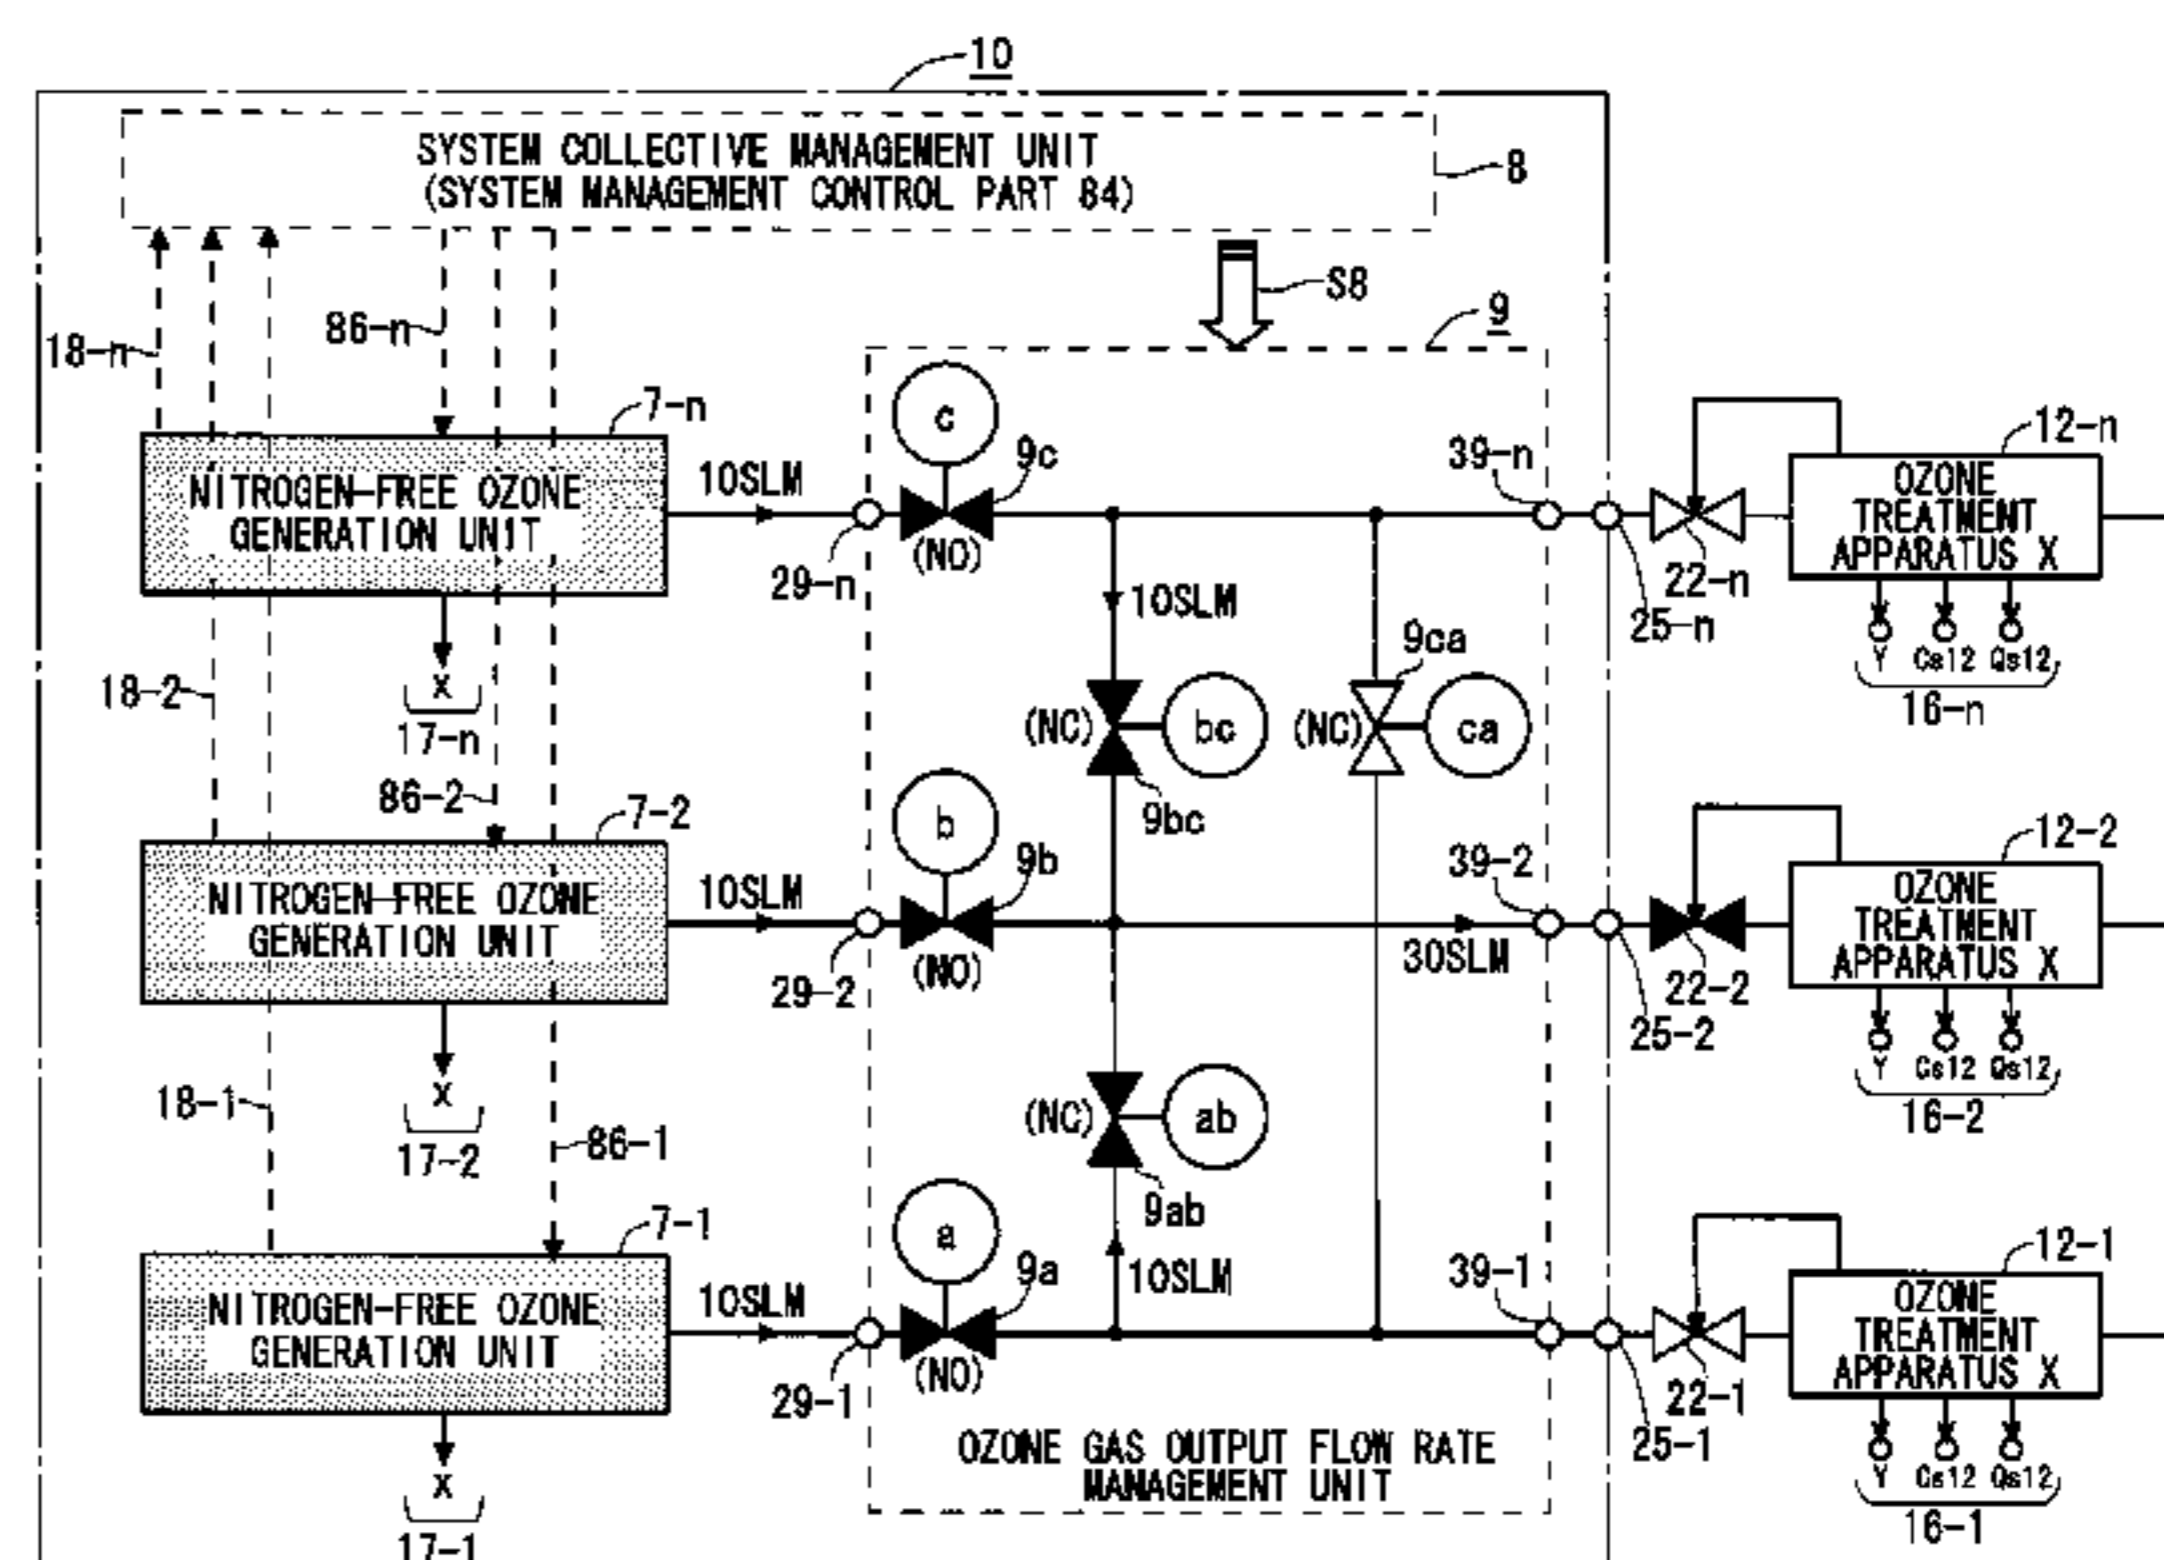 10
SYSTEM COLLECTIVE MANAGEMENT UNIT
(SYSTEM MANAGEMENT CONTROL PART 84)
8
S8
9
86-n
18-n
7-n
NITROGEN-FREE OZONE
GENERATION UNIT
10SLM
29-n
c
9c
(NO)
10SLM
39-n
25-n
22-n
12-n
OZONE
TREATMENT
APPARATUS X
Y Cs12 Qs12
16-n
X
17-n
18-2
86-2
(NC)
bc
9bc
9ca
(NC)
ca
7-2
NITROGEN-FREE OZONE
GENERATION UNIT
10SLM
29-2
b
9b
(NO)
39-2
30SLM
25-2
22-2
12-2
OZONE
TREATMENT
APPARATUS X
Y Cs12 Qs12
16-2
X
17-2
18-1
86-1
(NC)
ab
9ab
10SLM
7-1
NITROGEN-FREE OZONE
GENERATION UNIT
10SLM
29-1
a
9a
(NO)
39-1
25-1
22-1
12-1
OZONE
TREATMENT
APPARATUS X
Y Cs12 Qs12
16-1
X
17-1
OZONE GAS OUTPUT FLOW RATE
MANAGEMENT UNIT